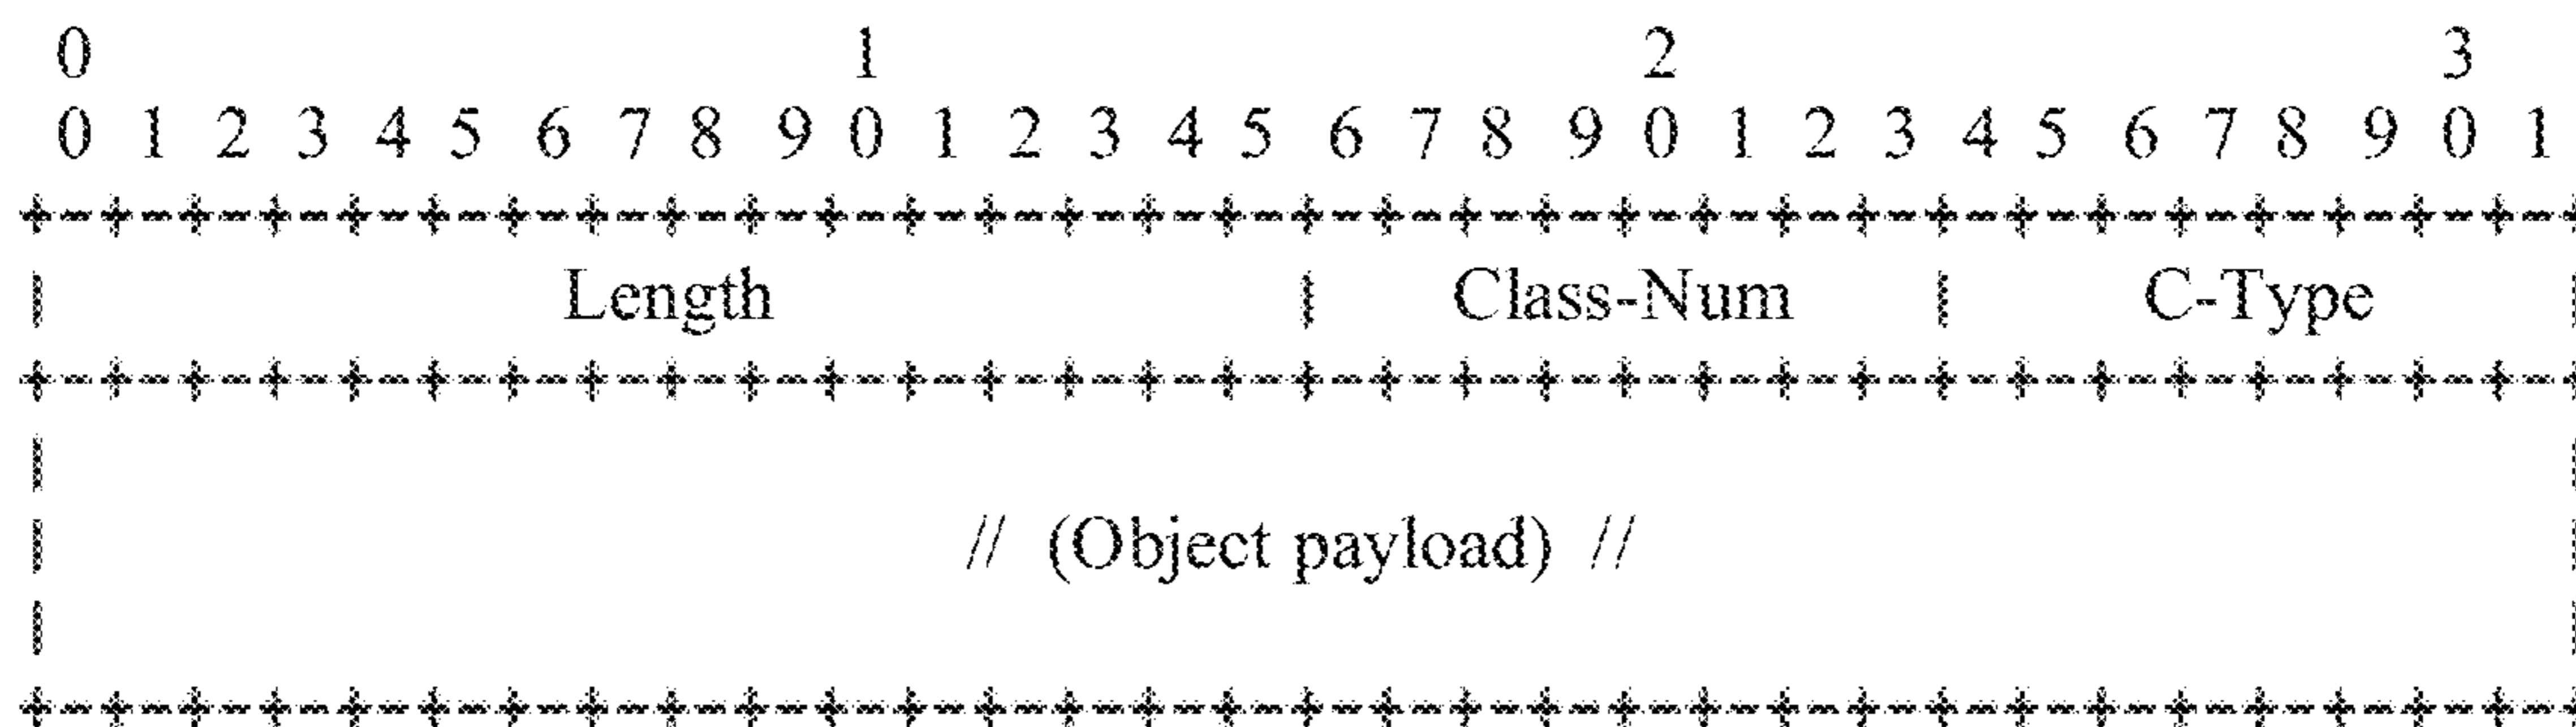 0 1 2 3
0 1 2 3 4 5 6 7 8 9 0 1 2 3 4 5 6 7 8 9 0 1 2 3 4 5 6 7 8 9 0 1
+-+-+-+-+-+-+-+-+-+-+-+-+-+-+-+-+-+-+-+-+-+-+-+-+-+-+-+-+-+-+-+-+
| Length | Class-Num | C-Type |
+-+-+-+-+-+-+-+-+-+-+-+-+-+-+-+-+-+-+-+-+-+-+-+-+-+-+-+-+-+-+-+-+
| |
| // (Object payload) // |
| |
+-+-+-+-+-+-+-+-+-+-+-+-+-+-+-+-+-+-+-+-+-+-+-+-+-+-+-+-+-+-+-+-+